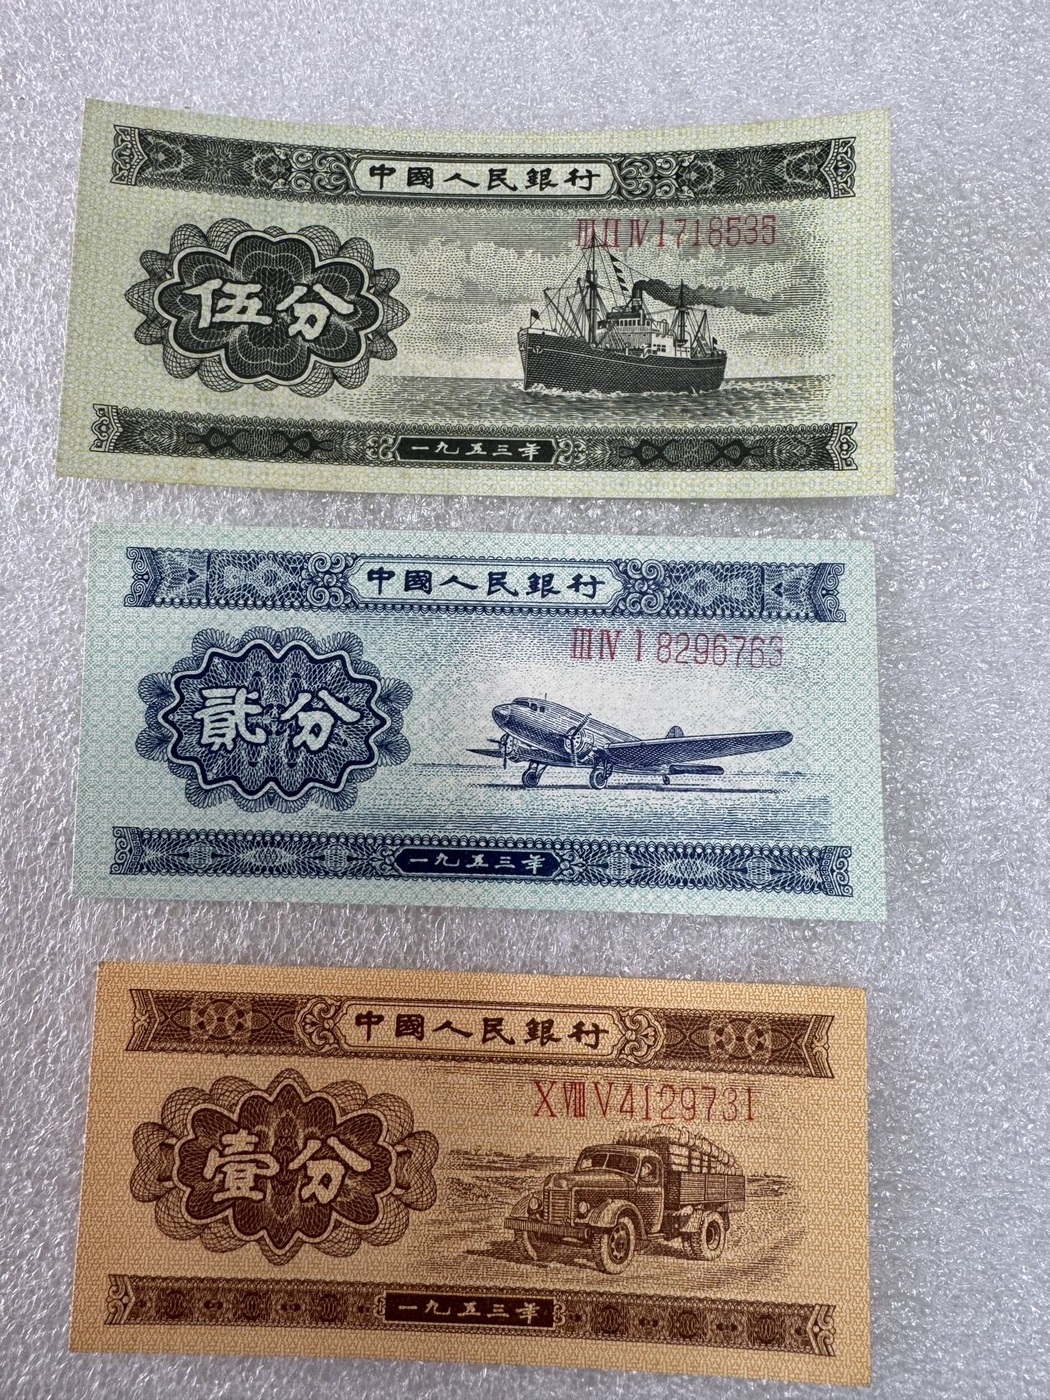 中國人民銀行
ⅢⅡⅣ 1718535
伍分
一九五三年
中國人民銀行
ⅢⅣⅠ 8296763
貳分
一九五三年
中國人民銀行
ⅩⅧⅤ 4129731
壹分
一九五三年